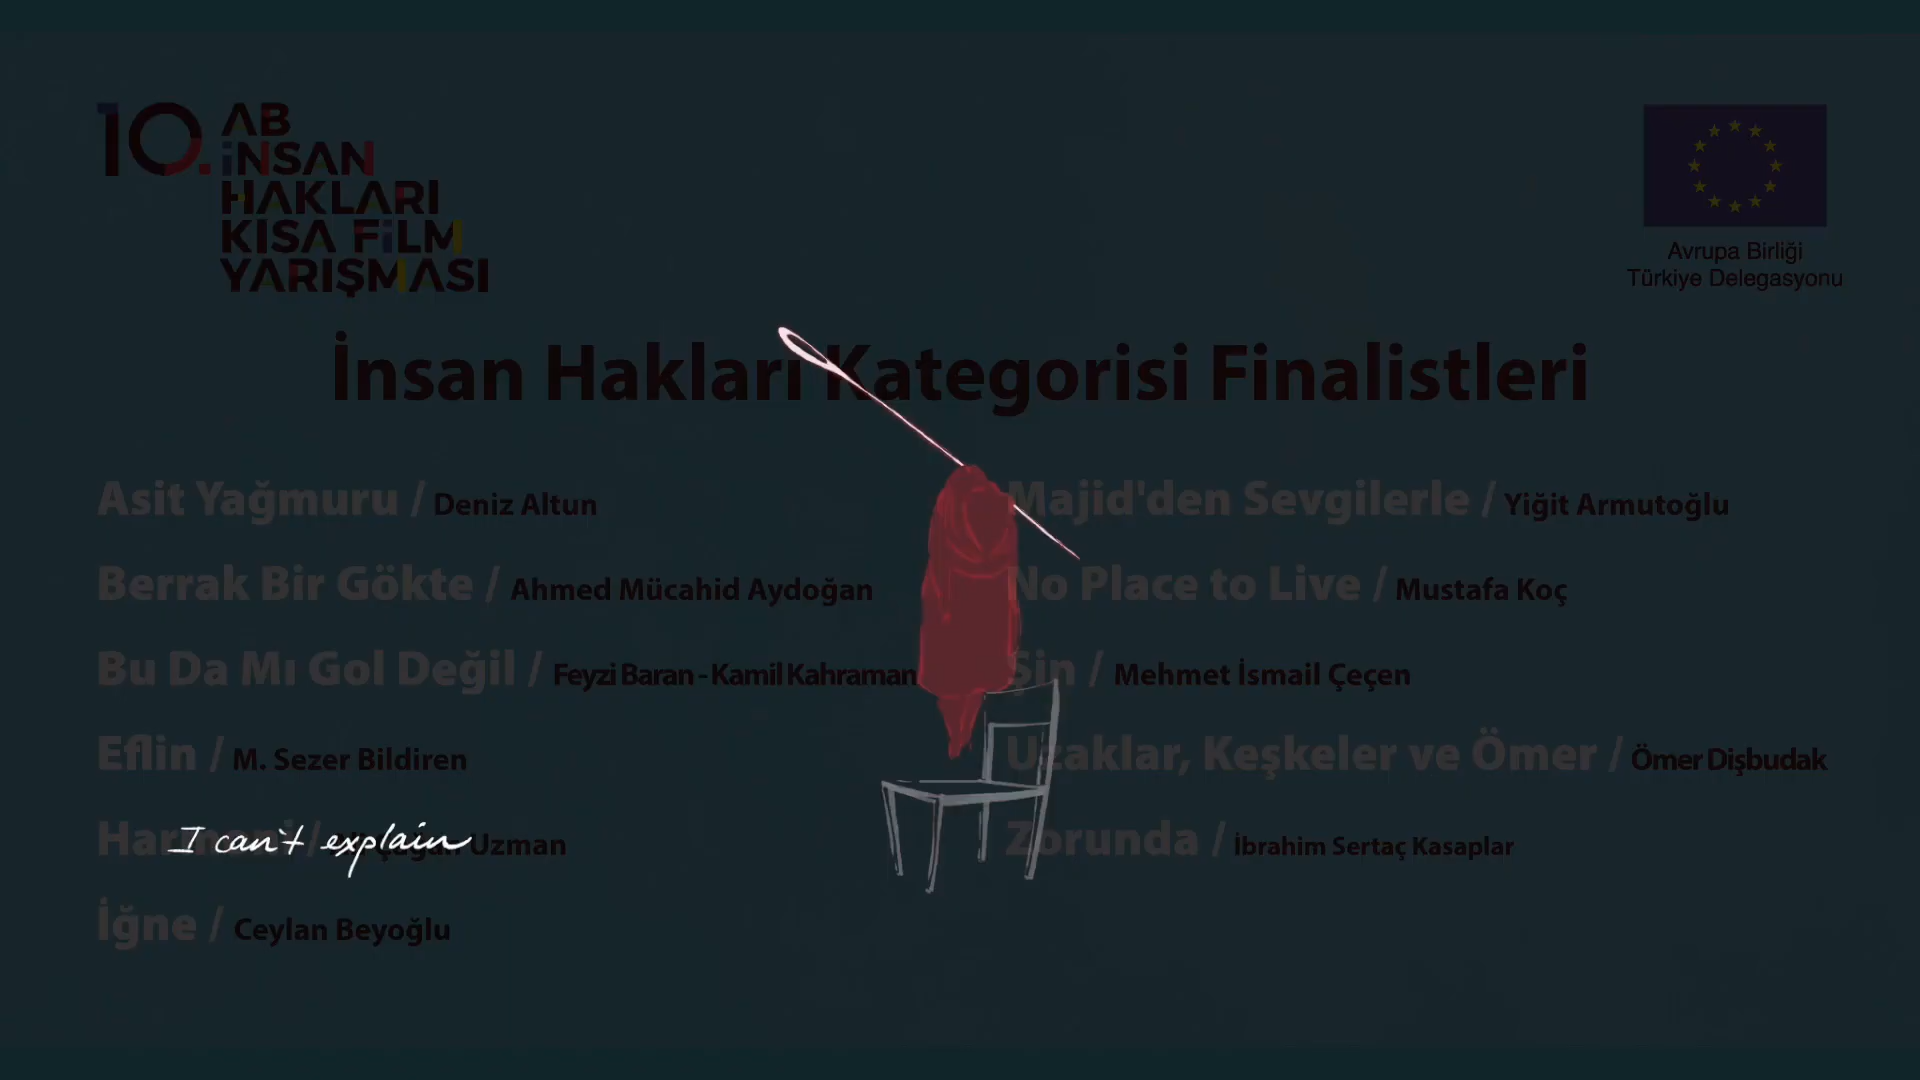 10. AB
İNSAN
HAKLARI
KISA FİLM
YARIŞMASI
Avrupa Birliği
Türkiye Delegasyonu
İnsan Hakları Kategorisi Finalistleri
Asit Yağmuru / Deniz Altun
Berrak Bir Gökte / Ahmed Mücahid Aydoğan
Bu Da Mı Gol Değil / Feyzi Baran - Kamil Kahraman
Eflin / M. Sezer Bildiren
/ Uzman
I can't explain
İğne / Ceylan Beyoğlu
Majid'den Sevgilerle / Yiğit Armutoğlu
No Place to Live / Mustafa Koç
Şin / Mehmet İsmail Çeçen
Uzaklar, Keşkeler ve Ömer / Ömer Dişbudak
Zorunda / İbrahim Sertaç Kasaplar